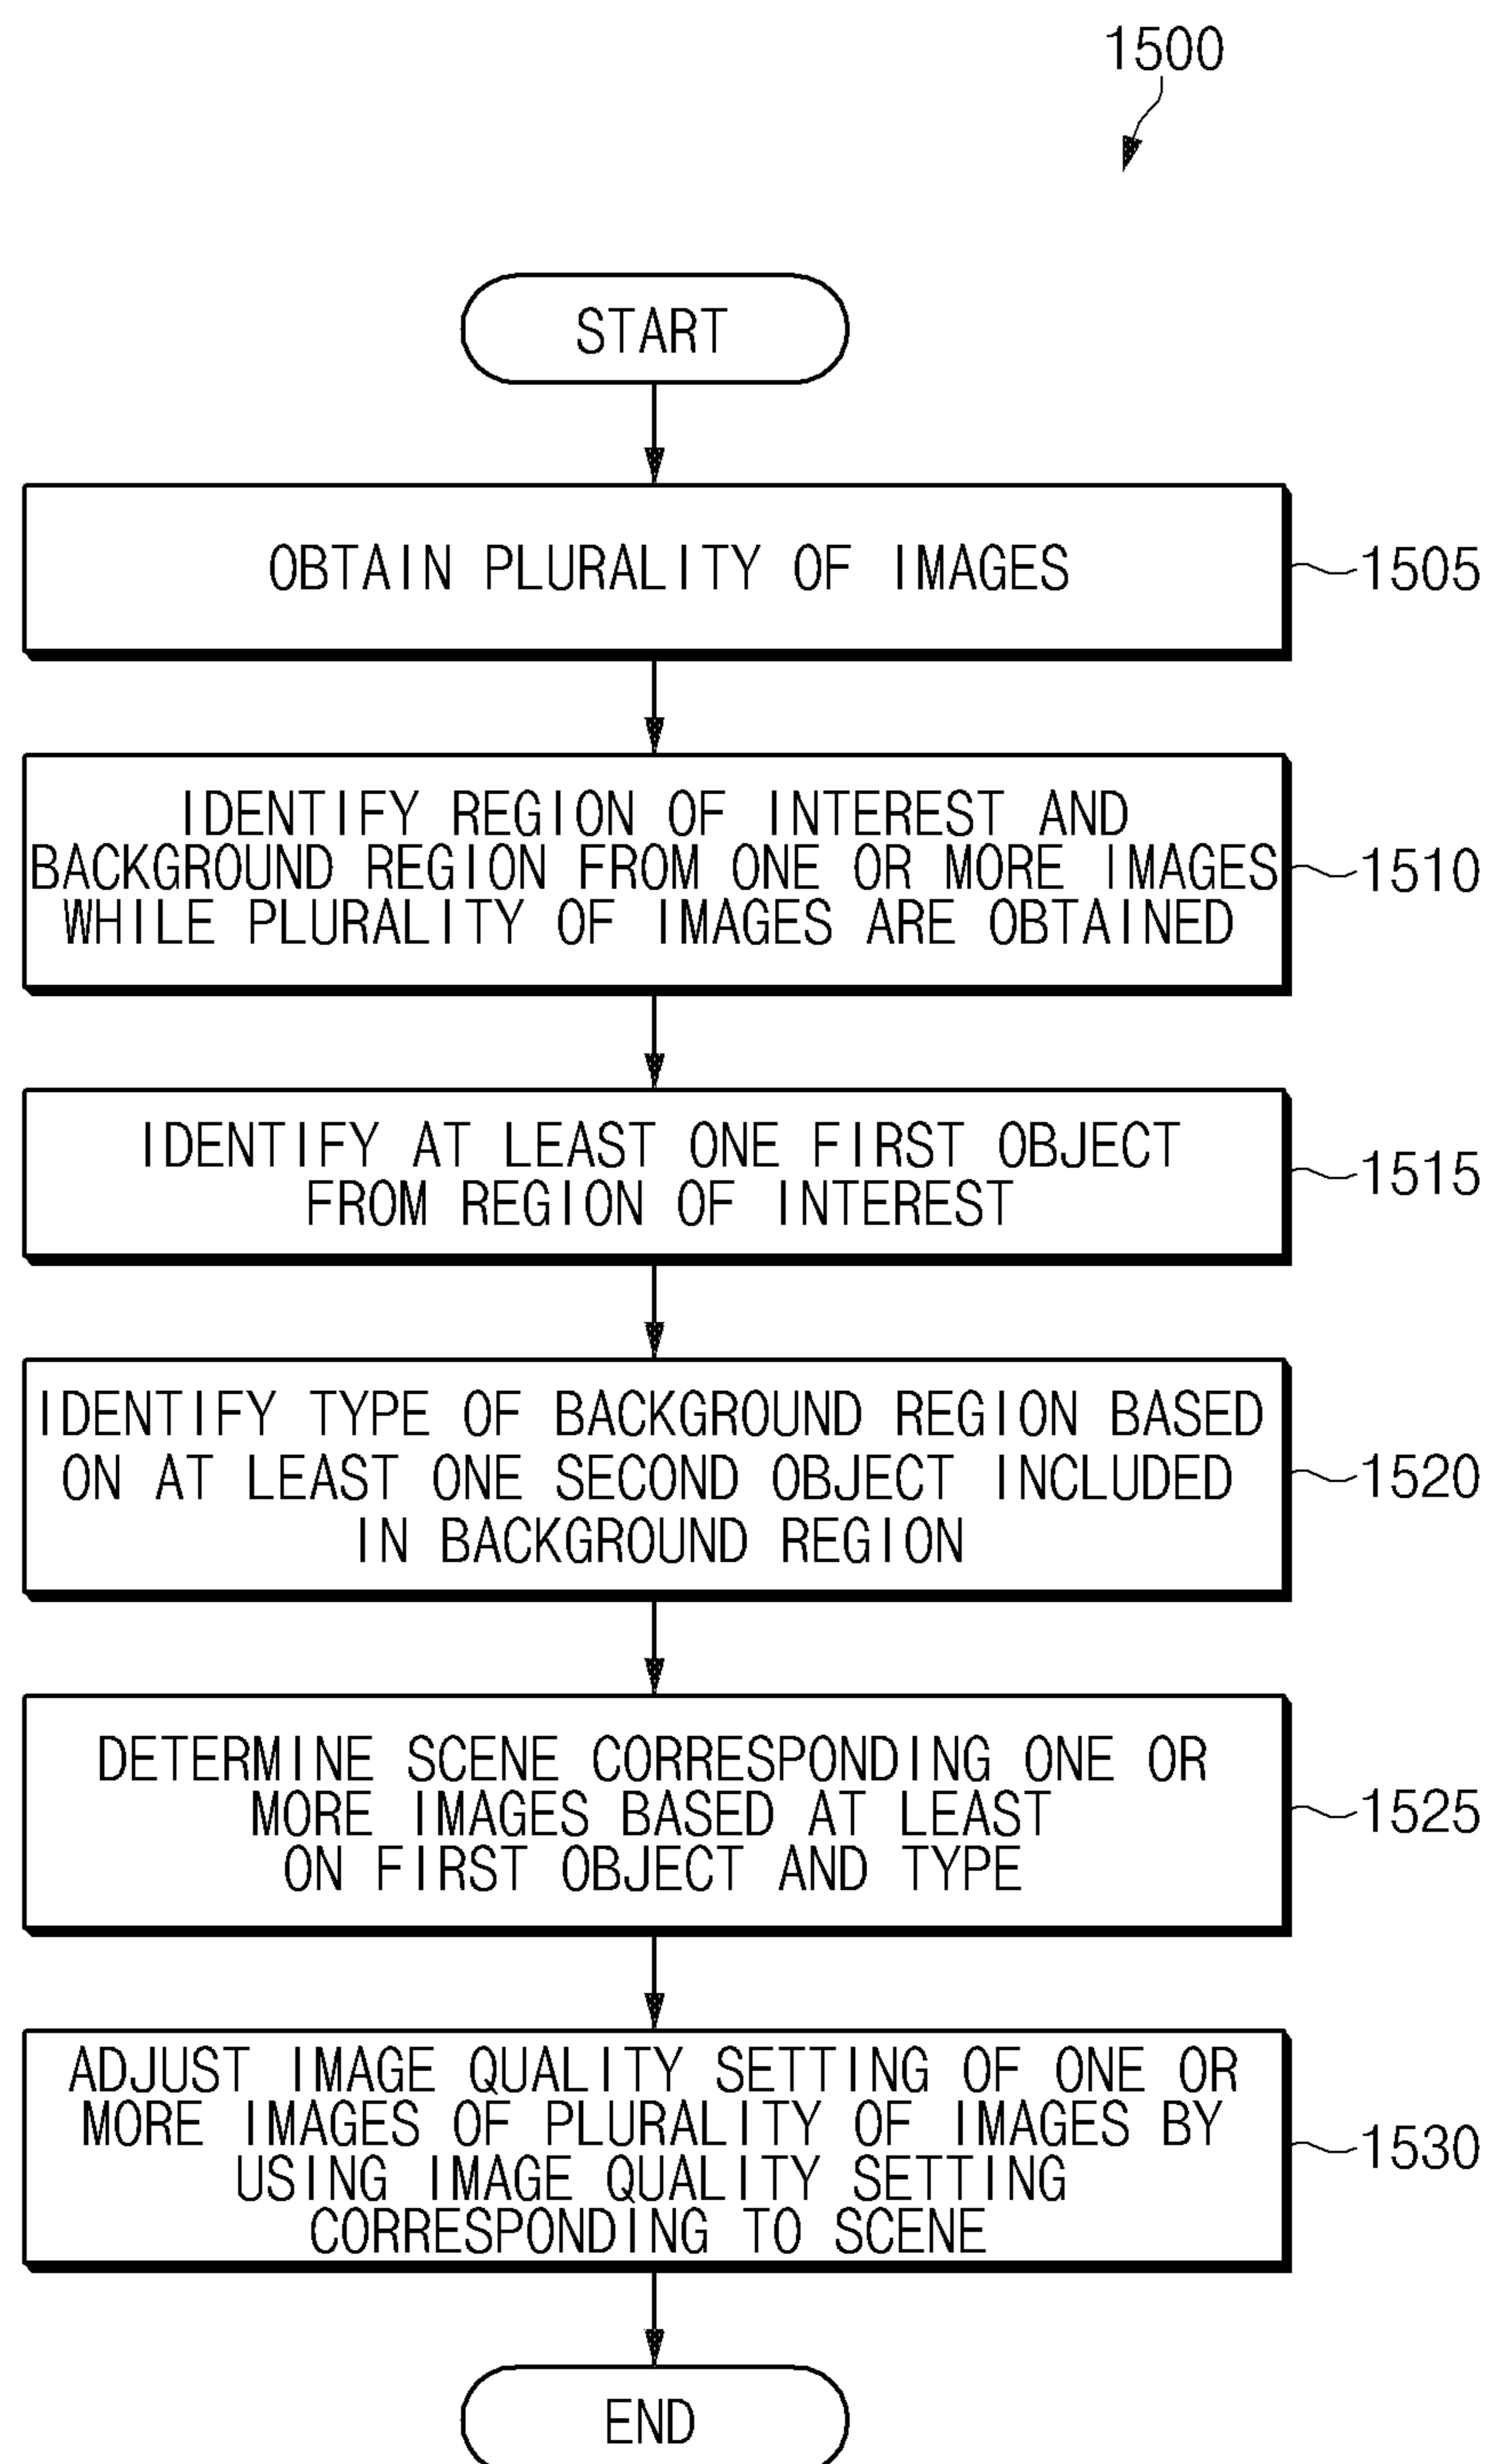 1500
START
OBTAIN PLURALITY OF IMAGES
1505
IDENTIFY REGION OF INTEREST AND
BACKGROUND REGION FROM ONE OR MORE IMAGES
WHILE PLURALITY OF IMAGES ARE OBTAINED
1510
IDENTIFY AT LEAST ONE FIRST OBJECT
FROM REGION OF INTEREST
1515
IDENTIFY TYPE OF BACKGROUND REGION BASED
ON AT LEAST ONE SECOND OBJECT INCLUDED
IN BACKGROUND REGION
1520
DETERMINE SCENE CORRESPONDING ONE OR
MORE IMAGES BASED AT LEAST
ON FIRST OBJECT AND TYPE
1525
ADJUST IMAGE QUALITY SETTING OF ONE OR
MORE IMAGES OF PLURALITY OF IMAGES BY
USING IMAGE QUALITY SETTING
CORRESPONDING TO SCENE
1530
END